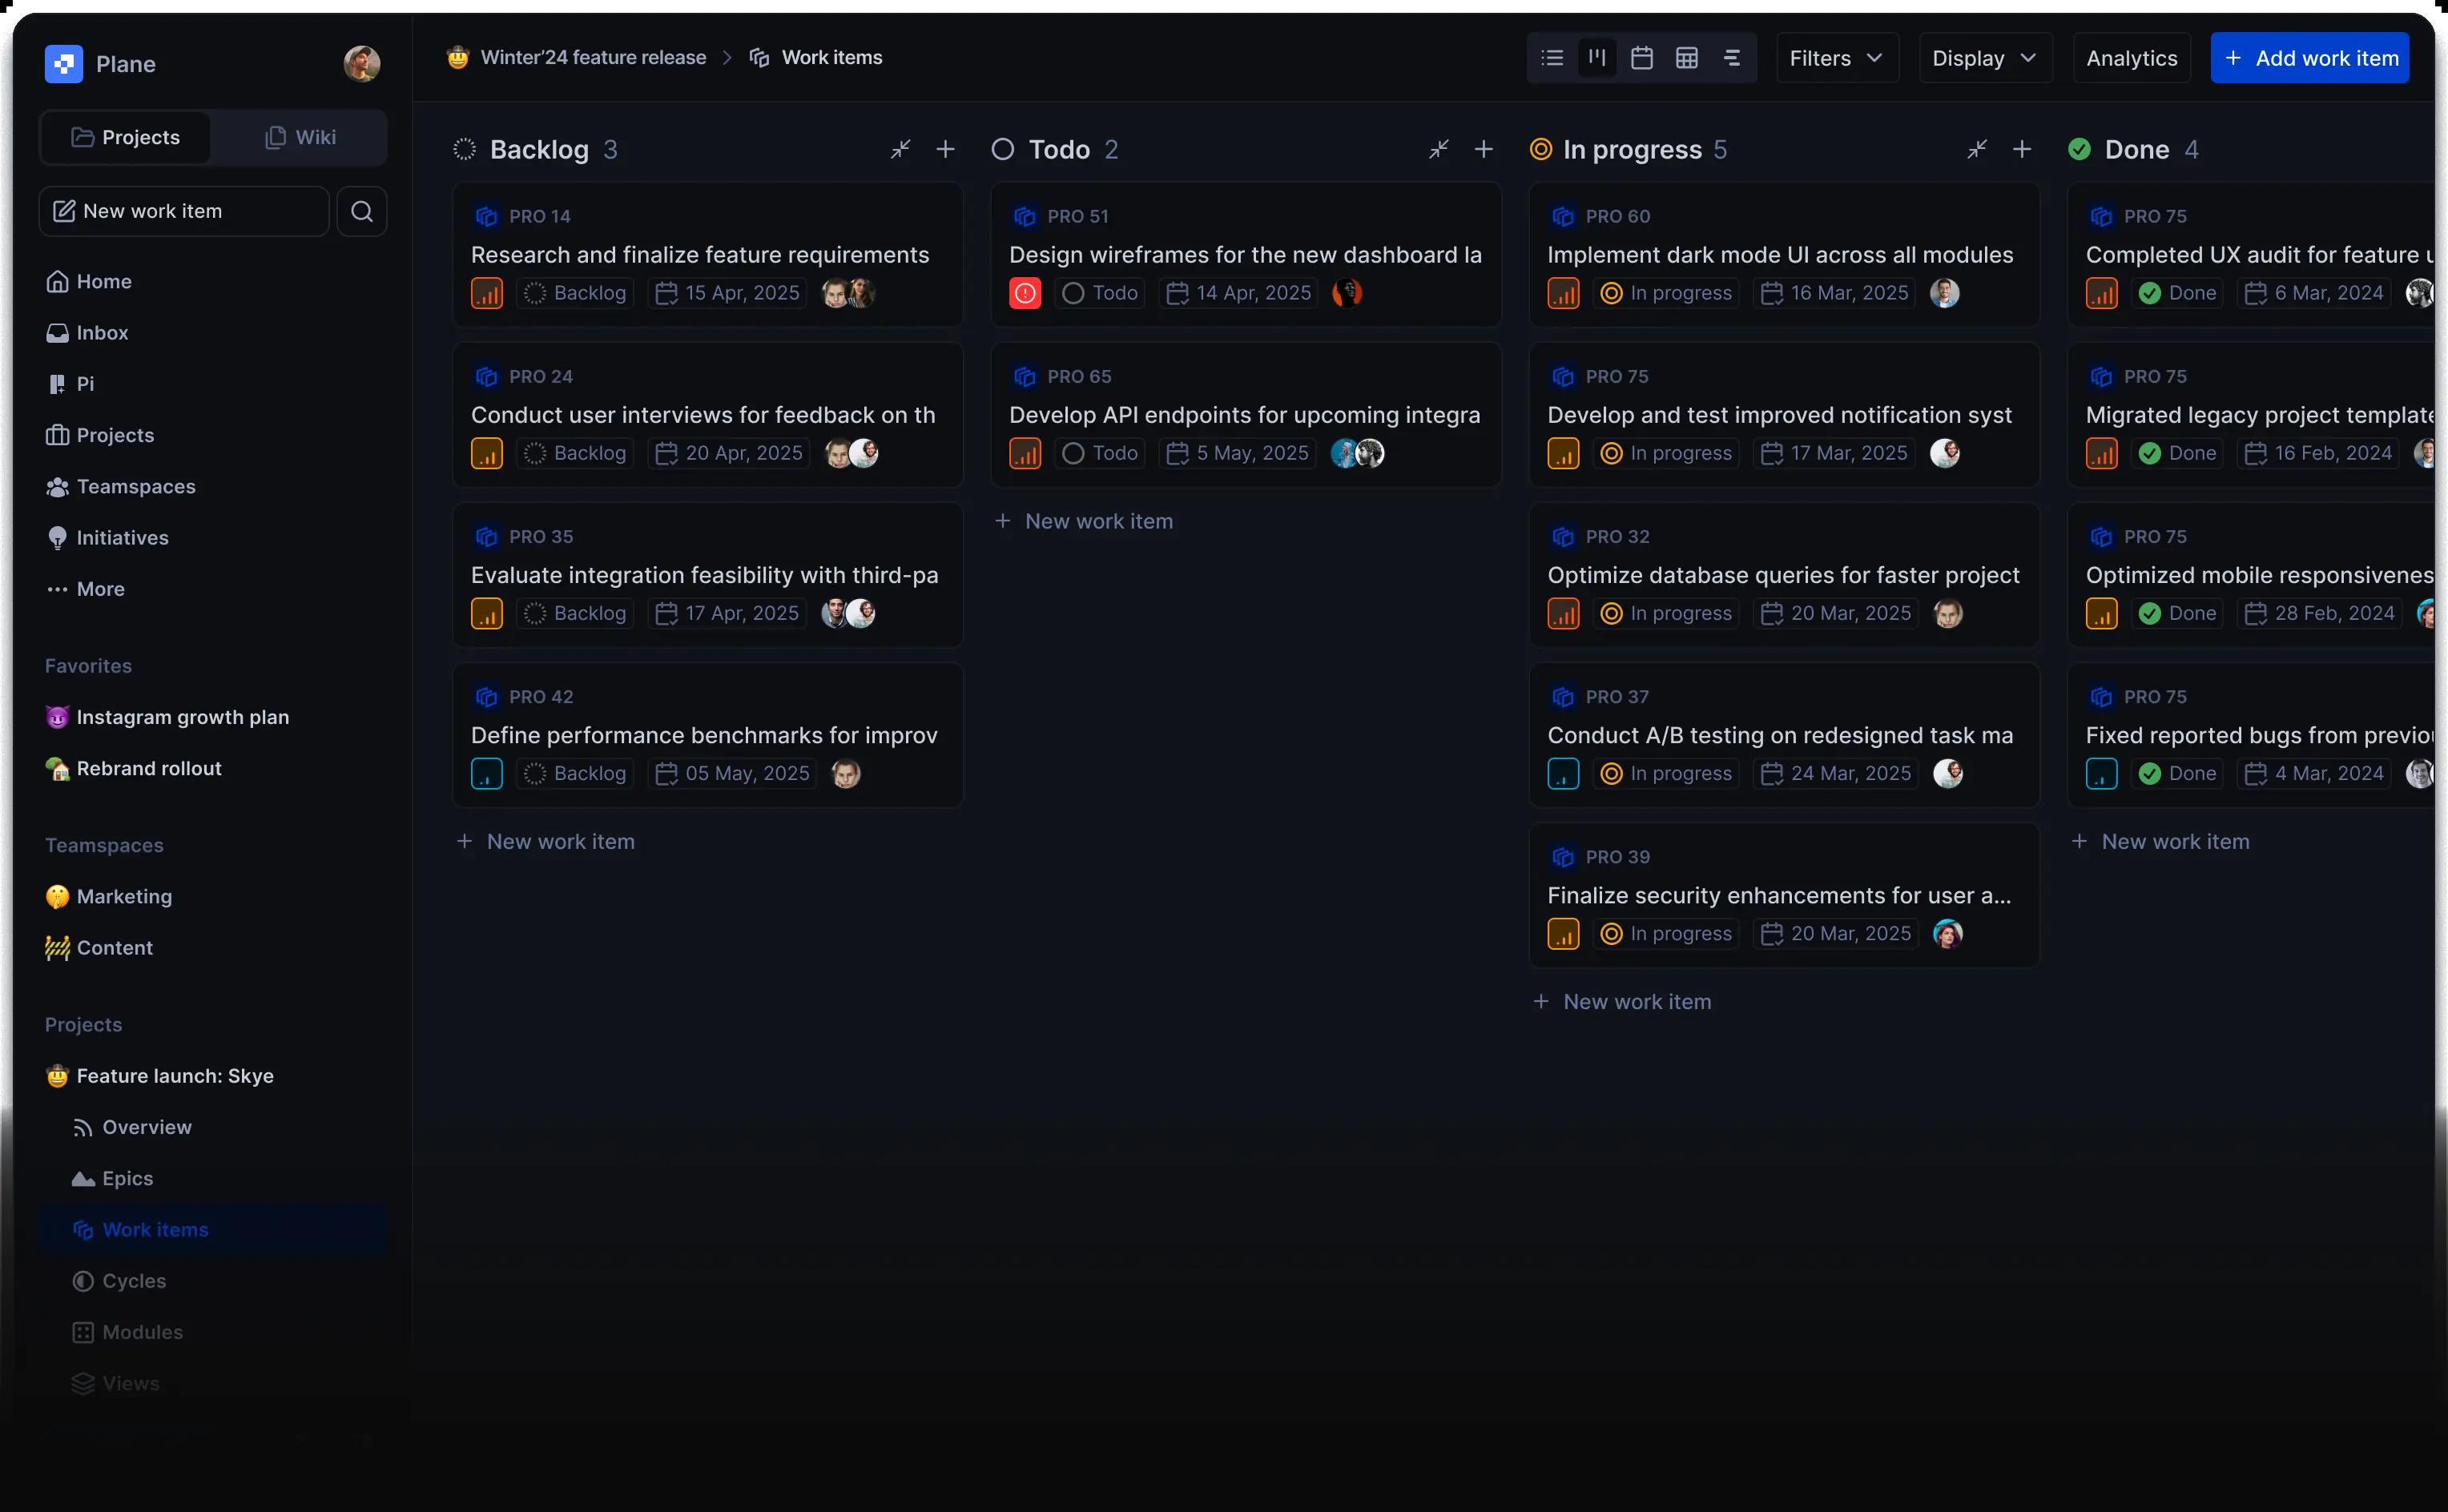 Plane
Projects
Wiki
New work item
Home
Inbox
Pi
Projects
Teamspaces
Initiatives
More
Favorites
Instagram growth plan
Rebrand rollout
Teamspaces
Marketing
Content
Projects
Feature launch: Skye
Overview
Epics
Work items
Cycles
Modules
Views
Winter'24 feature release > Work items
Filters
Display
Analytics
+ Add work item
Backlog 3
PRO 14
Research and finalize feature requirements
Backlog 15 Apr, 2025
PRO 24
Conduct user interviews for feedback on th
Backlog 20 Apr, 2025
PRO 35
Evaluate integration feasibility with third-pa
Backlog 17 Apr, 2025
PRO 42
Define performance benchmarks for improv
Backlog 05 May, 2025
+ New work item
Todo 2
PRO 51
Design wireframes for the new dashboard la
Todo 14 Apr, 2025
PRO 65
Develop API endpoints for upcoming integra
Todo 5 May, 2025
+ New work item
In progress 5
PRO 60
Implement dark mode UI across all modules
In progress 16 Mar, 2025
PRO 75
Develop and test improved notification syst
In progress 17 Mar, 2025
PRO 32
Optimize database queries for faster project
In progress 20 Mar, 2025
PRO 37
Conduct A/B testing on redesigned task ma
In progress 24 Mar, 2025
PRO 39
Finalize security enhancements for user a...
In progress 20 Mar, 2025
+ New work item
Done 4
PRO 75
Completed UX audit for feature u
Done 6 Mar, 2024
PRO 75
Migrated legacy project template
Done 16 Feb, 2024
PRO 75
Optimized mobile responsivenes
Done 28 Feb, 2024
PRO 75
Fixed reported bugs from previou
Done 4 Mar, 2024
+ New work item